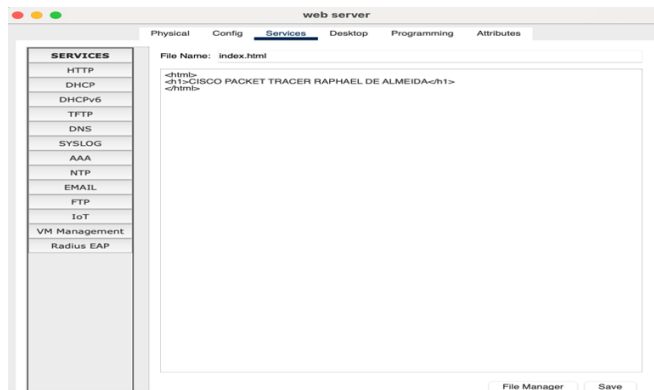 web server
Physical Config Services Desktop Programming Attributes
SERVICES
HTTP
DHCP
DHCPv6
TFTP
DNS
SYSLOG
AAA
NTP
EMAIL
FTP
IoT
VM Management
Radius EAP
File Name: index.html
<html>
<h1>CISCO PACKET TRACER RAPHAEL DE ALMEIDA</h1>
</html>
File Manager Save